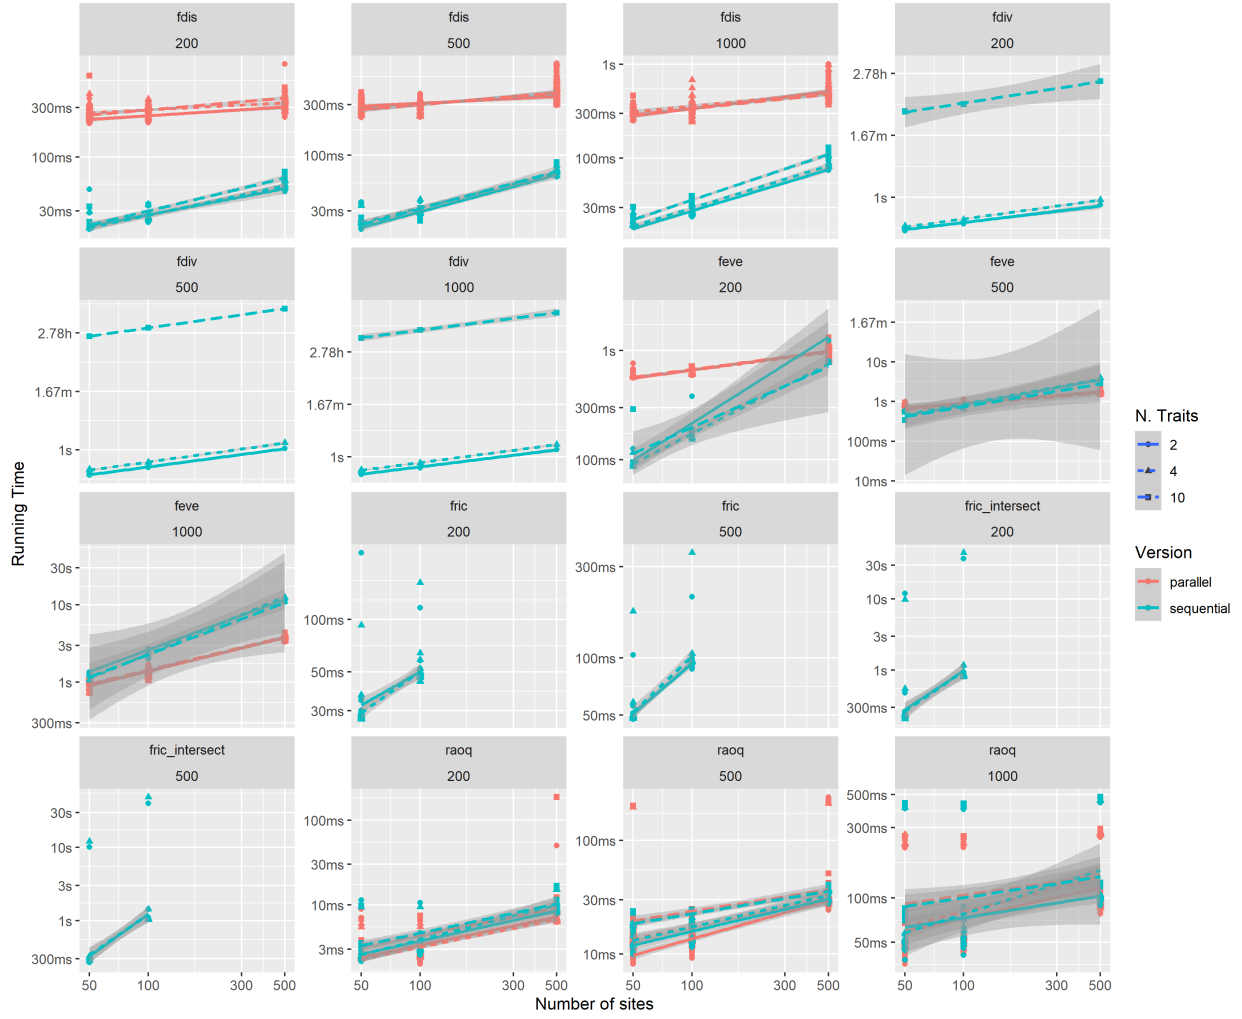 fdis
200
fdis
500
fdis
1000
fdiv
200
300ms
100ms
30ms
300ms
100ms
30ms
1s
300ms
100ms
30ms
2.78h
1.67m
1s
fdiv
500
fdiv
1000
feve
200
feve
500
2.78h
1.67m
1s
2.78h
1.67m
1s
1s
300ms
100ms
1.67m
10s
1s
100ms
10ms
feve
1000
fric
200
fric
500
fric_intersect
200
30s
10s
3s
1s
300ms
100ms
50ms
30ms
300ms
100ms
50ms
30s
10s
3s
1s
300ms
fric_intersect
500
raoq
200
raoq
500
raoq
1000
30s
10s
3s
1s
300ms
100ms
30ms
10ms
3ms
100ms
30ms
10ms
500ms
300ms
100ms
50ms
50 100 300 500
50 100 300 500
50 100 300 500
50 100 300 500
Number of sites
Running Time
N. Traits
2
4
10
Version
parallel
sequential